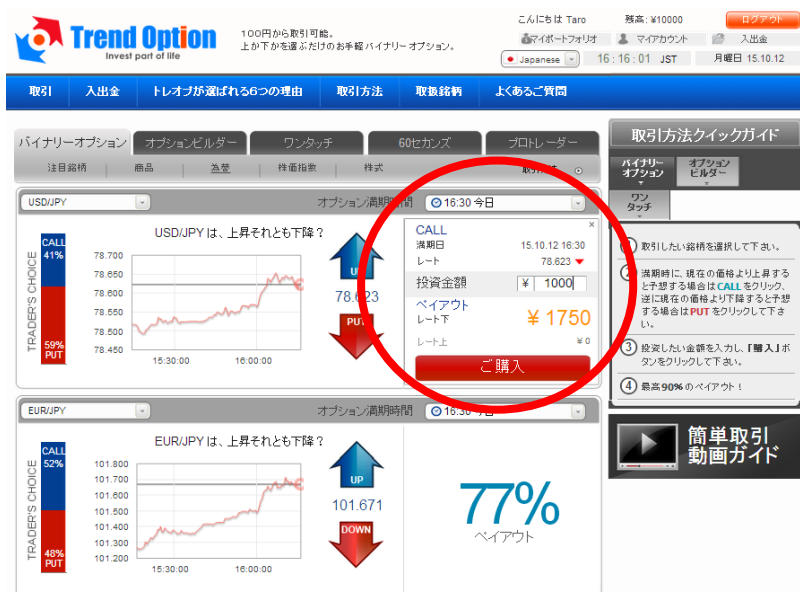 Trend Option
Invest part of life
100円から取引可能。
上か下かを選ぶだけのお手軽バイナリーオプション。
こんにちは Taro
残高: ¥10000
ログアウト
マイポートフォリオ
マイアカウント
入出金
Japanese
16:16:01 JST
月曜日 15.10.12
取引
入出金
トレオプが選ばれる6つの理由
取引方法
取扱銘柄
よくあるご質問
バイナリーオプション
オプションビルダー
ワンタッチ
60セカンズ
プロトレーダー
注目銘柄
商品
為替
株価指数
株式
USD/JPY
オプション満期時間
16:30 今日
TRADER'S CHOICE
CALL
41%
59%
PUT
USD/JPY は、上昇それとも下降？
78.700
78.650
78.600
78.550
78.500
78.450
15:30:00
16:00:00
UP
78.623
PUT
CALL
×
満期日
15.10.12 16:30
レート
78.623
投資金額
¥ 1000
ペイアウト
レート下
¥ 1750
レート上
¥ 0
ご購入
EUR/JPY
オプション満期時間
16:30 今日
TRADER'S CHOICE
CALL
52%
48%
PUT
EUR/JPY は、上昇それとも下降？
101.800
101.700
101.600
101.500
101.400
101.300
101.200
15:30:00
16:00:00
UP
101.671
DOWN
77%
ペイアウト
取引方法クイックガイド
バイナリー
オプション
オプション
ビルダー
ワン
タッチ
1 取引したい銘柄を選択して下さい。
2 満期時に、現在の価格より上昇する
と予想する場合はCALLをクリック、
逆に現在の価格より下降すると予想
する場合はPUTをクリックして下さ
い。
3 投資したい金額を入力し、「購入」ボ
タンをクリックして下さい。
4 最高90%のペイアウト！
簡単取引
動画ガイド